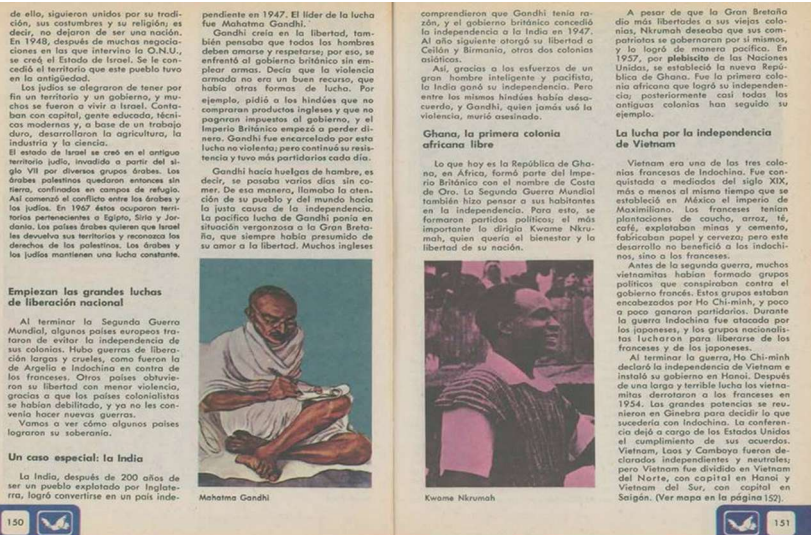 de ello, siguieron unidos por su tradi-
ción, sus costumbres y su religión; es
decir, no dejaron de ser una nación.
En 1948, después de muchas negocia-
ciones en las que intervino la O.N.U.,
se creó el Estado de Israel. Se le con-
cedió el territorio que este pueblo tuvo
en la antigüedad.
Los judíos se alegraron de tener por
fin un territorio y un gobierno, y mu-
chos se fueron a vivir a Israel. Conta-
ban con capital, gente educada, técni-
cas modernas y, a base de un trabajo
duro, desarrollaron la agricultura, la
industria y la ciencia.
El estado de Israel se creó en el antiguo
territorio judío, invadido a partir del si-
glo VII por diversos grupos árabes. Los
árabes palestinos quedaron entonces sin
tierra, confinados en campos de refugio.
Así comenzó el conflicto entre los árabes y
los judíos. En 1967 éstos ocuparon terri-
torios pertenecientes a Egipto, Siria y Jor-
dania. Los países árabes quieren que Israel
les devuelva sus territorios y reconozca los
derechos de los palestinos. Los árabes y
los judíos mantienen una lucha constante.
Empiezan las grandes luchas
de liberación nacional
Al terminar la Segunda Guerra
Mundial, algunos países europeos tra-
taron de evitar la independencia de
sus colonias. Hubo guerras de libera-
ción largas y crueles, como fueron la
de Argelia e Indochina en contra de
los franceses. Otros países obtuvie-
ron su libertad con menor violencia,
gracias a que los países colonialistas
se habían debilitado, y ya no les con-
venía hacer nuevas guerras.
Vamos a ver cómo algunos países
lograron su soberanía.
Un caso especial: la India
La India, después de 200 años de
ser un pueblo explotado por Inglate-
rra, logró convertirse en un país inde-
150
pendiente en 1947. El líder de la lucha
fue Mahatma Gandhi.
Gandhi creía en la libertad, tam-
bién pensaba que todos los hombres
deben amarse y respetarse; por eso, se
enfrentó al gobierno británico sin em-
plear armas. Decía que la violencia
armada no era un buen recurso, que
había otras formas de lucha. Por
ejemplo, pidió a los hindúes que no
compraran productos ingleses y que no
pagaran impuestos al gobierno, y el
Imperio Británico empezó a perder di-
nero. Gandhi fue encarcelado por esta
lucha no violenta; pero continuó su resis-
tencia y tuvo más partidarios cada día.
Gandhi hacía huelgas de hambre, es
decir, se pasaba varios días sin co-
mer. De esa manera, llamaba la aten-
ción de su pueblo y del mundo hacia
la justa causa de la independencia.
La pacífica lucha de Gandhi ponía en
situación vergonzosa a la Gran Breta-
ña, que siempre había presumido de
su amor a la libertad. Muchos ingleses
Mahatma Gandhi
comprendieron que Gandhi tenía ra-
zón, y el gobierno británico concedió
la independencia a la India en 1947.
Al año siguiente otorgó su libertad a
Ceilán y Birmania, otras dos colonias
asiáticas.
Así, gracias a los esfuerzos de un
gran hombre inteligente y pacifista,
la India ganó su independencia. Pero
entre los mismos hindúes había desa-
cuerdo, y Gandhi, quien jamás usó la
violencia, murió asesinado.
Ghana, la primera colonia
africana libre
Lo que hoy es la República de Gha-
na, en África, formó parte del Impe-
rio Británico con el nombre de Costa
de Oro. La Segunda Guerra Mundial
también hizo pensar a sus habitantes
en la independencia. Para esto, se
formaron partidos políticos; el más
importante lo dirigía Kwame Nkru-
mah, quien quería el bienestar y la
libertad de su nación.
Kwame Nkrumah
A pesar de que la Gran Bretaña
dio más libertades a sus viejas colo-
nias, Nkrumah deseaba que sus com-
patriotas se gobernaran por sí mismos,
y lo logró de manera pacífica. En
1957, por plebiscito de las Naciones
Unidas, se estableció la nueva Repú-
blica de Ghana. Fue la primera colo-
nia africana que logró su independen-
cia, posteriormente casi todas las
antiguas colonias han seguido su
ejemplo.
La lucha por la independencia
de Vietnam
Vietnam era una de las tres colo-
nias francesas de Indochina. Fue con-
quistada a mediados del siglo XIX,
más o menos al mismo tiempo que se
estableció en México el imperio de
Maximiliano. Los franceses tenían
plantaciones de caucho, arroz, té,
café, explotaban minas y cemento,
fabricaban papel y cerveza; pero este
desarrollo no benefició a los indochi-
nos, sino a los franceses.
Antes de la segunda guerra, muchos
vietnamitas habían formado grupos
políticos que conspiraban contra el
gobierno francés. Estos grupos estaban
encabezados por Ho Chi-minh, y poco
a poco ganaron partidarios. Durante
la guerra Indochina fue atacada por
los japoneses, y los grupos nacionalis-
tas lucharon para liberarse de los
franceses y de los japoneses.
Al terminar la guerra, Ho Chi-minh
declaró la independencia de Vietnam e
instaló su gobierno en Hanoi. Después
de una larga y terrible lucha los vietna-
mitas derrotaron a los franceses en
1954. Las grandes potencias se reu-
nieron en Ginebra para decidir lo que
sucedería con Indochina. La conferen-
cia dejó a cargo de los Estados Unidos
el cumplimiento de sus acuerdos.
Vietnam, Laos y Camboya fueron de-
clarados independientes y neutrales;
pero Vietnam fue dividido en Vietnam
del Norte, con capital en Hanoi y
Vietnam del Sur, con capital en
Saigón. (Ver mapa en la página 152).
151